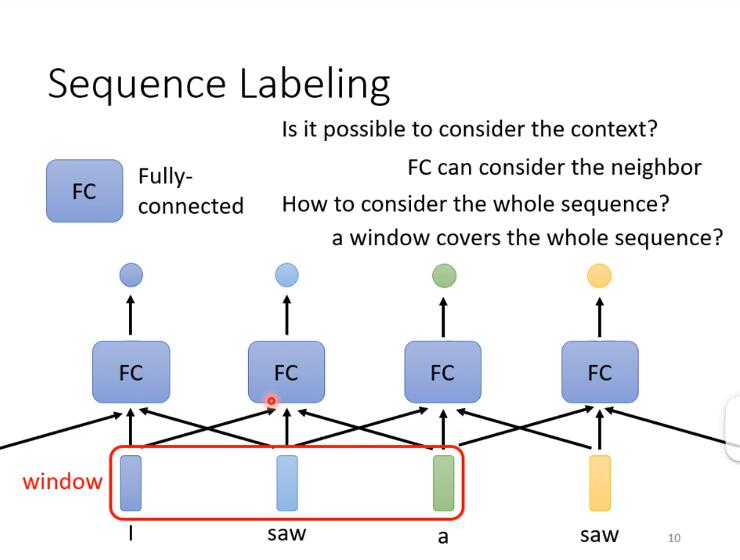 Sequence Labeling
Is it possible to consider the context?
FC can consider the neighbor
How to consider the whole sequence?
a window covers the whole sequence?
FC
Fully-
connected
FC FC FC FC
window
I saw a saw
10